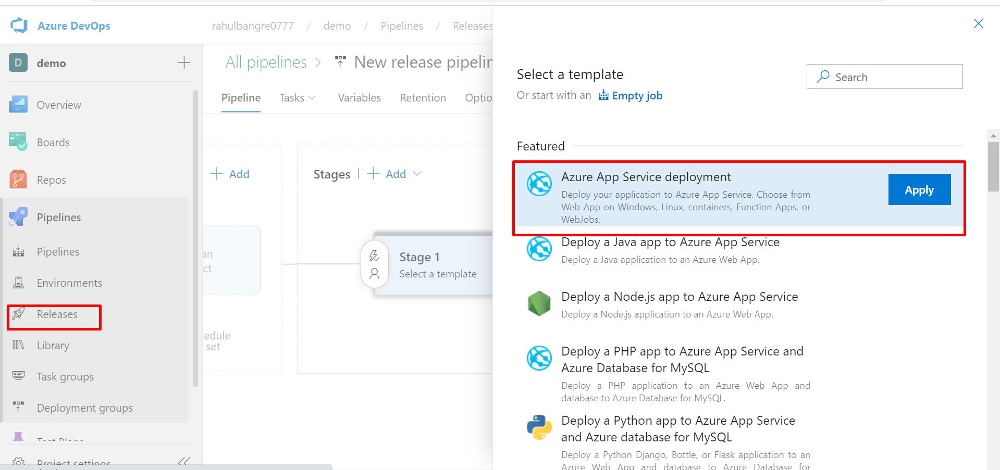 Azure DevOps
rahulbangre0777 / demo / Pipelines / Releases
D demo
Overview
Boards
Repos
Pipelines
Pipelines
Environments
Releases
Library
Task groups
Deployment groups
Test Plans
Project settings
All pipelines > New release pipelin
Pipeline Tasks Variables Retention Optio
Add
Stages | Add
an
ct
Stage 1
Select a template
edule
set
Select a template
Search
Or start with an Empty job
Featured
Azure App Service deployment
Deploy your application to Azure App Service. Choose from
Web App on Windows, Linux, containers, Function Apps, or
WebJobs.
Apply
Deploy a Java app to Azure App Service
Deploy a Java application to an Azure Web App.
Deploy a Node.js app to Azure App Service
Deploy a Node.js application to an Azure Web App.
Deploy a PHP app to Azure App Service and
Azure Database for MySQL
Deploy a PHP application to an Azure Web App and
database to Azure Database for MySQL.
Deploy a Python app to Azure App Service
and Azure database for MySQL
Deploy a Python Django, Bottle, or Flask application to an
Azure Web App and database to Azure Database for